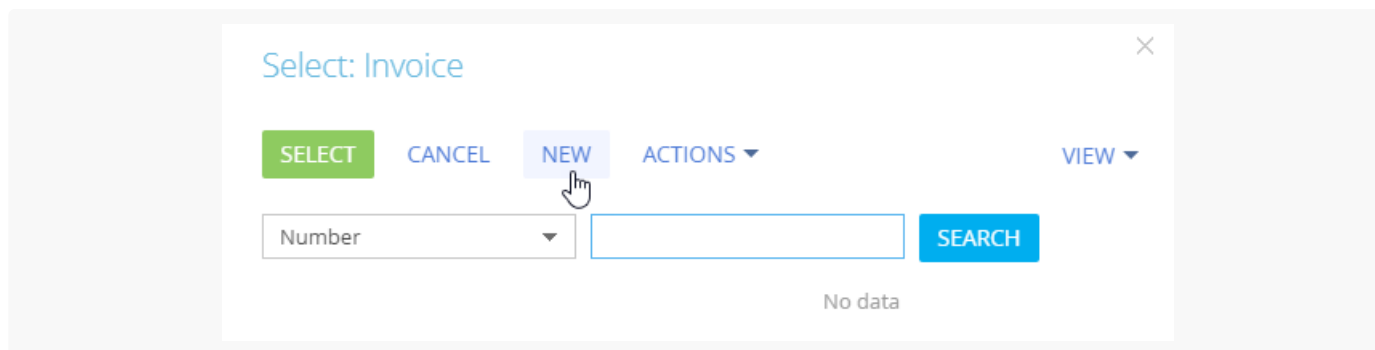 Select: Invoice
SELECT CANCEL NEW ACTIONS VIEW
Number SEARCH
No data